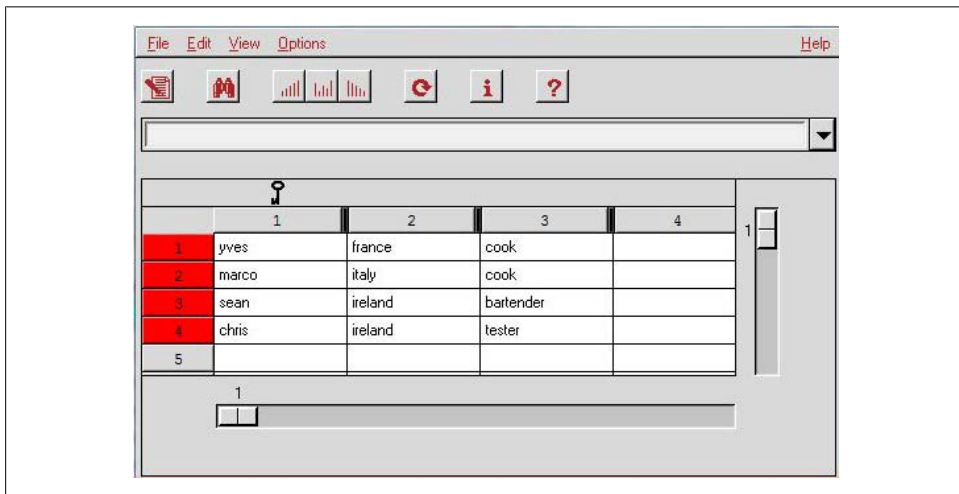 File Edit View Options Help
i ?
1 2 3 4
1 yves france cook
2 marco italy cook
3 sean ireland bartender
4 chris ireland tester
5
1
1